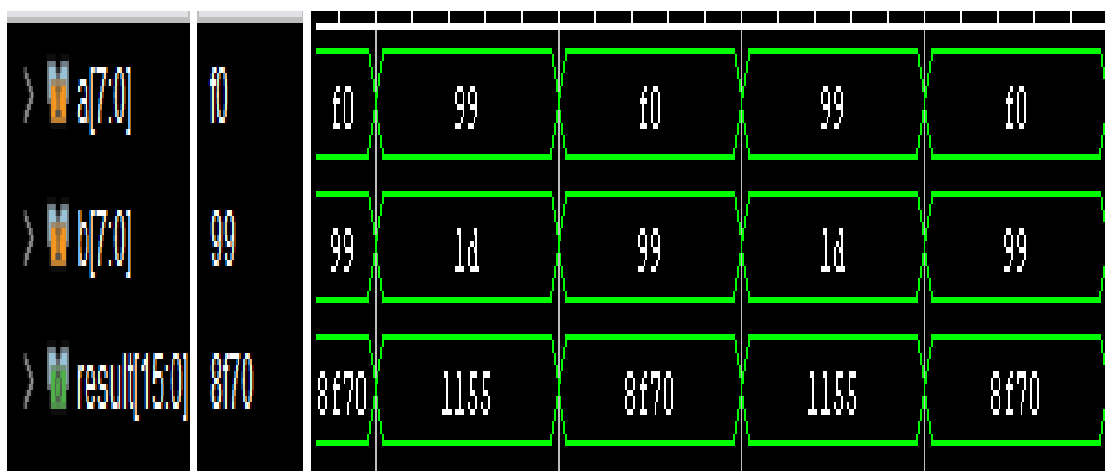 a[7:0] f0 f0 99 f0 99 f0
b[7:0] 99 99 1d 99 1d 99
result[15:0] 8f70 8f70 1155 8f70 1155 8f70